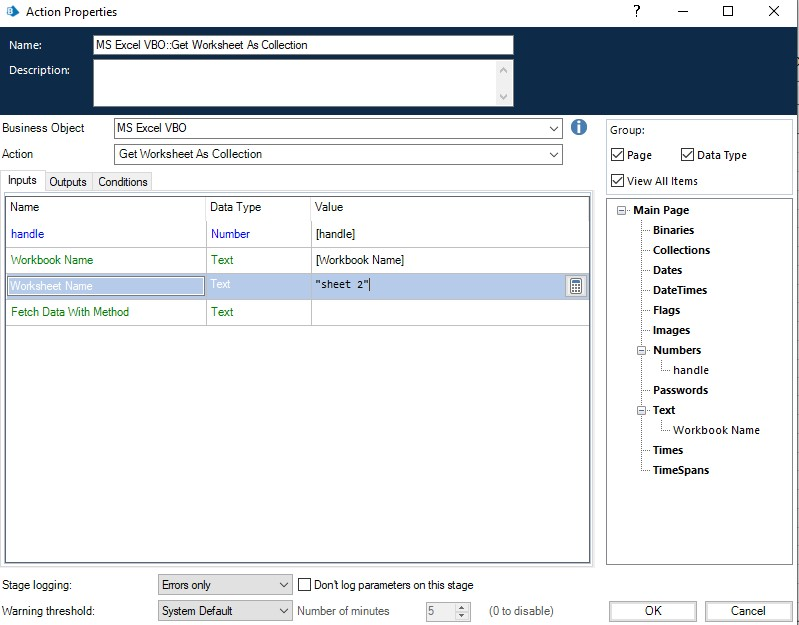 Action Properties
?
Name:
MS Excel VBO::Get Worksheet As Collection
Description:
Business Object
MS Excel VBO
i
Action
Get Worksheet As Collection
Group:
Page
Data Type
View All Items
Inputs
Outputs
Conditions
Name
Data Type
Value
handle
Number
[handle]
Workbook Name
Text
[Workbook Name]
Worksheet Name
Text
"sheet 2"
Fetch Data With Method
Text
Main Page
Binaries
Collections
Dates
DateTimes
Flags
Images
Numbers
handle
Passwords
Text
Workbook Name
Times
TimeSpans
Stage logging:
Errors only
Don't log parameters on this stage
Warning threshold:
System Default
Number of minutes
5
(0 to disable)
OK
Cancel